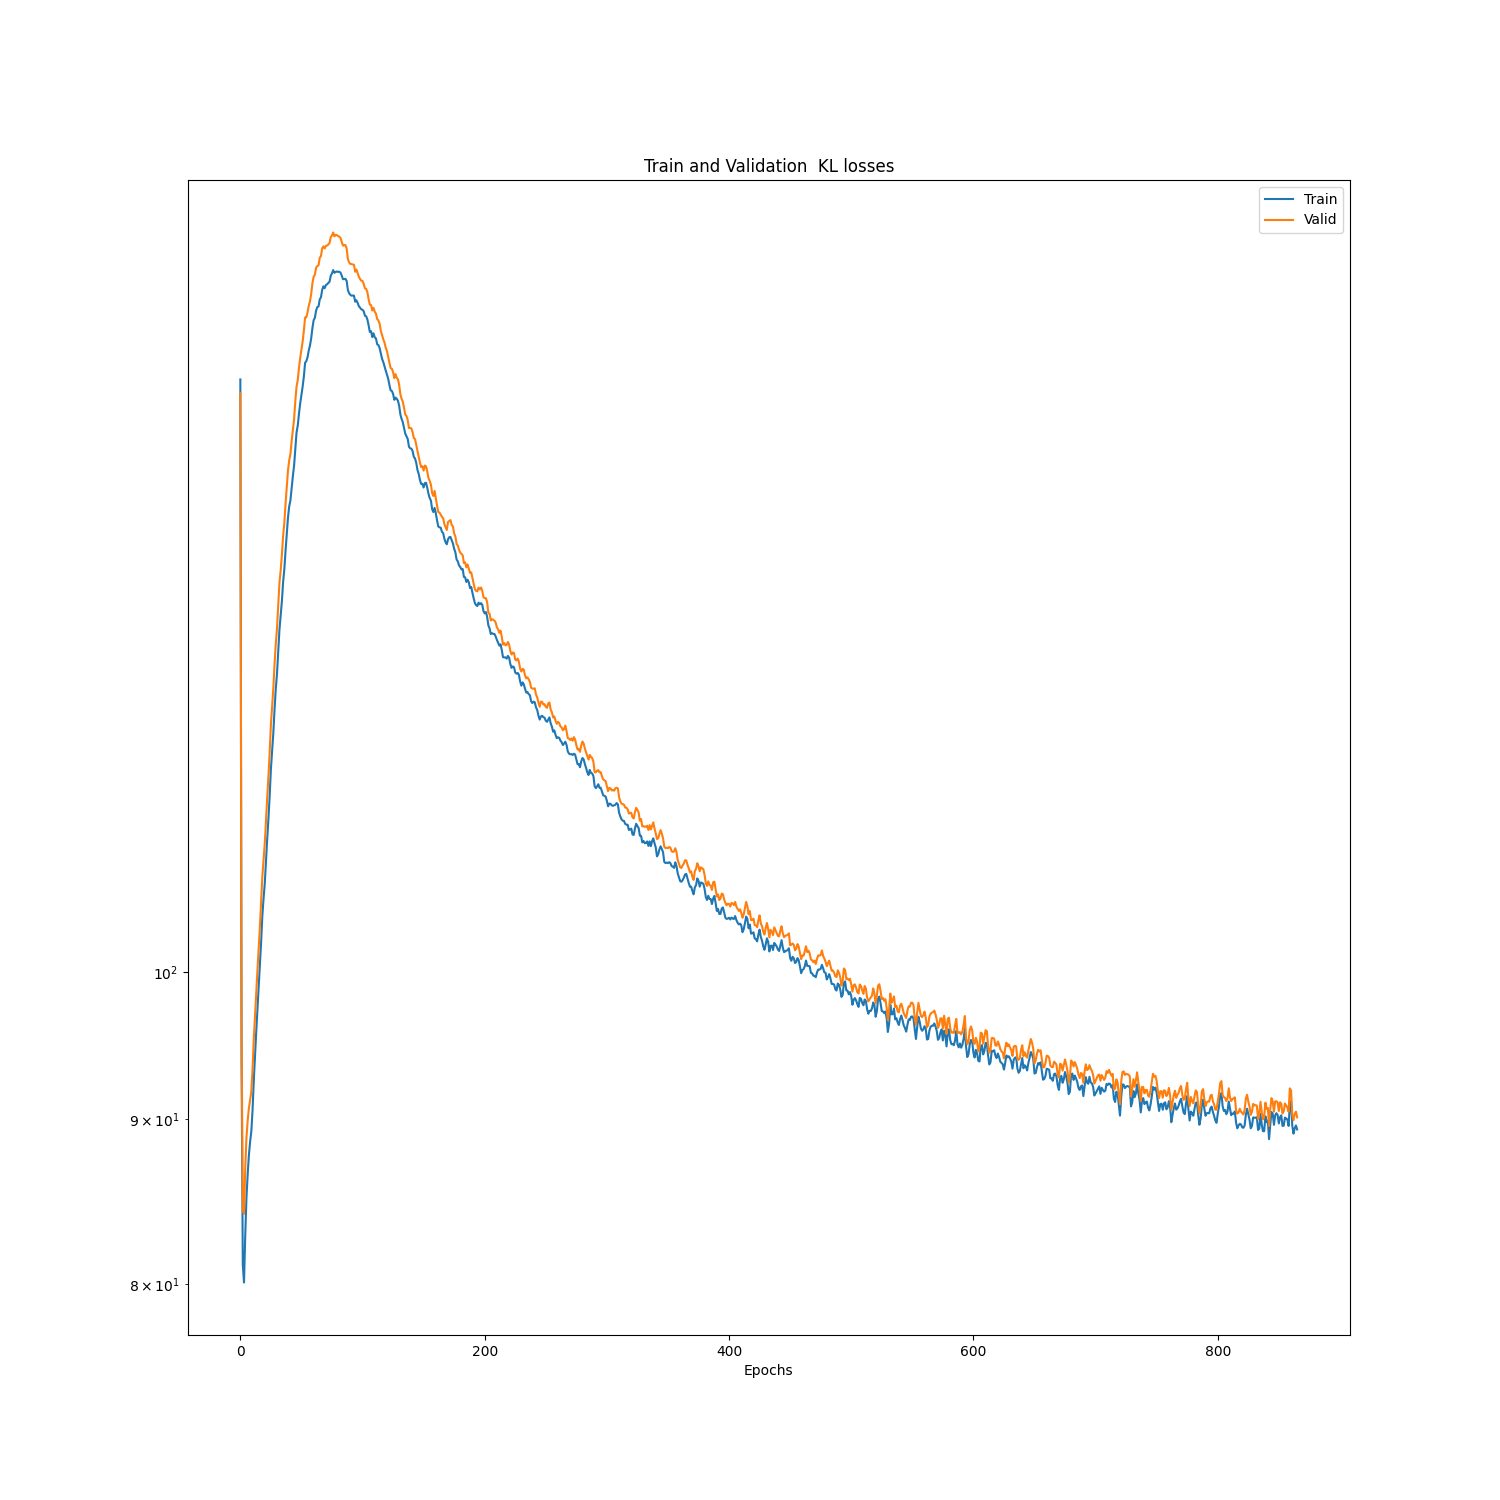 Train and Validation  KL losses
Train
Valid
10²
9 × 10¹
8 × 10¹
0 200 400 600 800
Epochs